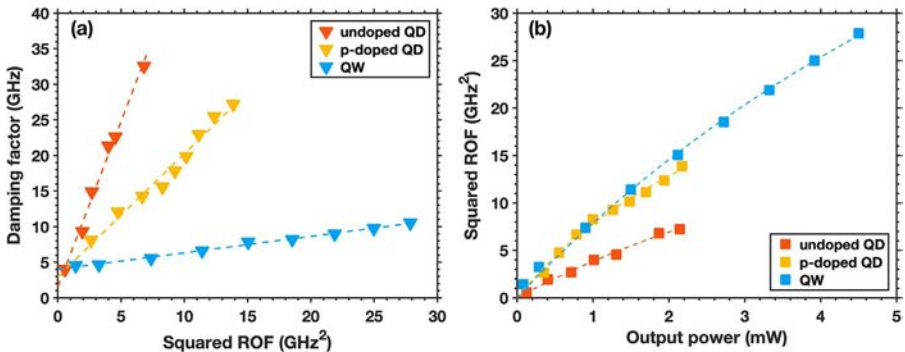 (a)
undoped QD
p-doped QD
QW
Damping factor (GHz)
40
35
30
25
20
15
10
5
0
0 5 10 15 20 25 30
Squared ROF (GHz²)
(b)
Squared ROF (GHz²)
30
25
20
15
10
5
0
undoped QD
p-doped QD
QW
0 1 2 3 4 5
Output power (mW)